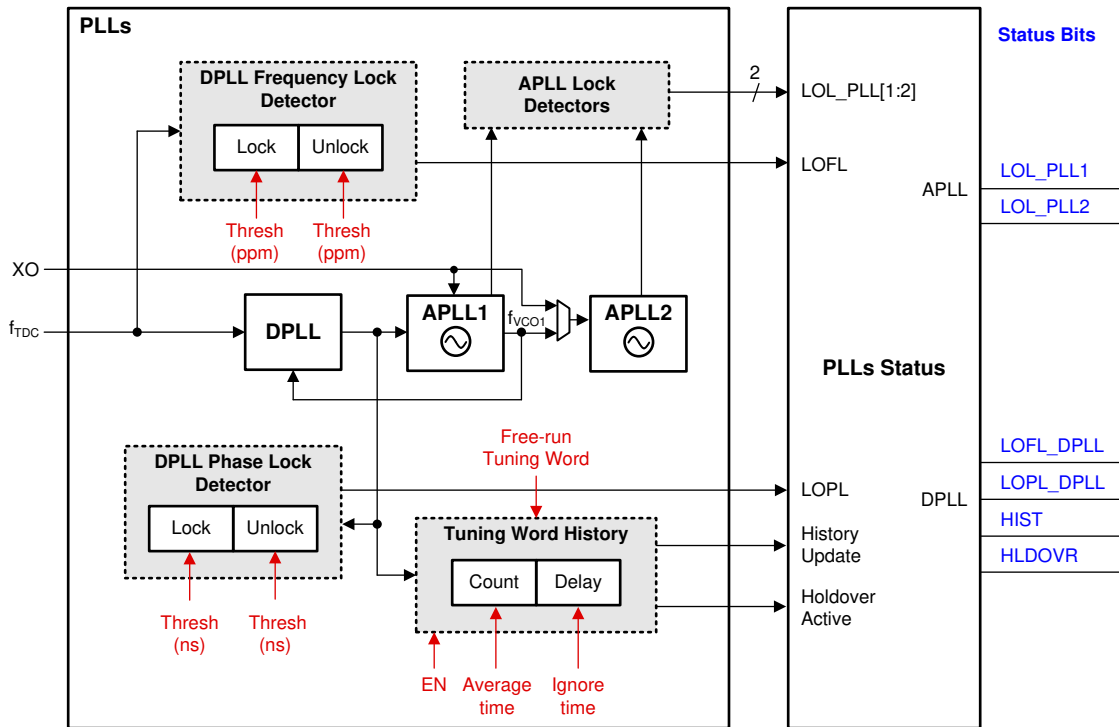 PLLs
DPLL Frequency Lock
Detector
Lock
Unlock
Thresh
(ppm)
Thresh
(ppm)
APLL Lock
Detectors
2
XO
fTDC
DPLL
APLL1
fVCO1
APLL2
DPLL Phase Lock
Detector
Lock
Unlock
Thresh
(ns)
Thresh
(ns)
Free-run
Tuning Word
Tuning Word History
Count
Delay
EN
Average
time
Ignore
time
LOL_PLL[1:2]
LOFL
APLL
PLLs Status
LOPL
DPLL
History
Update
Holdover
Active
Status Bits
LOL_PLL1
LOL_PLL2
LOFL_DPLL
LOPL_DPLL
HIST
HLDOVR